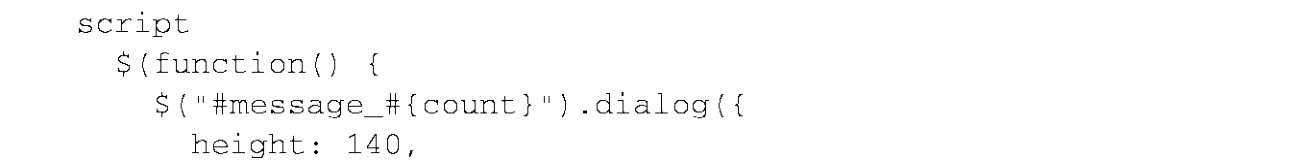 script
$(function() {
$("#message_#{count}").dialog({
height: 140,